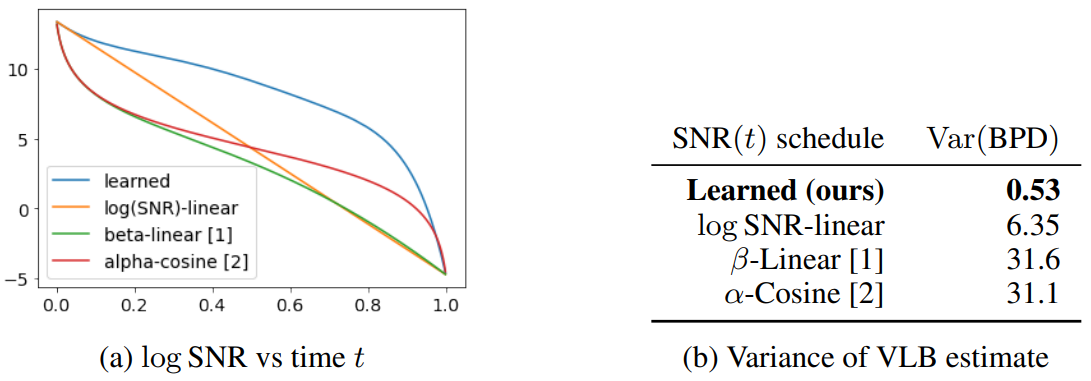 10
5
0
−5
0.0 0.2 0.4 0.6 0.8 1.0
learned
log(SNR)-linear
beta-linear [1]
alpha-cosine [2]
(a) log SNR vs time t
SNR(t) schedule Var(BPD)
Learned (ours) 0.53
log SNR-linear 6.35
β-Linear [1] 31.6
α-Cosine [2] 31.1
(b) Variance of VLB estimate